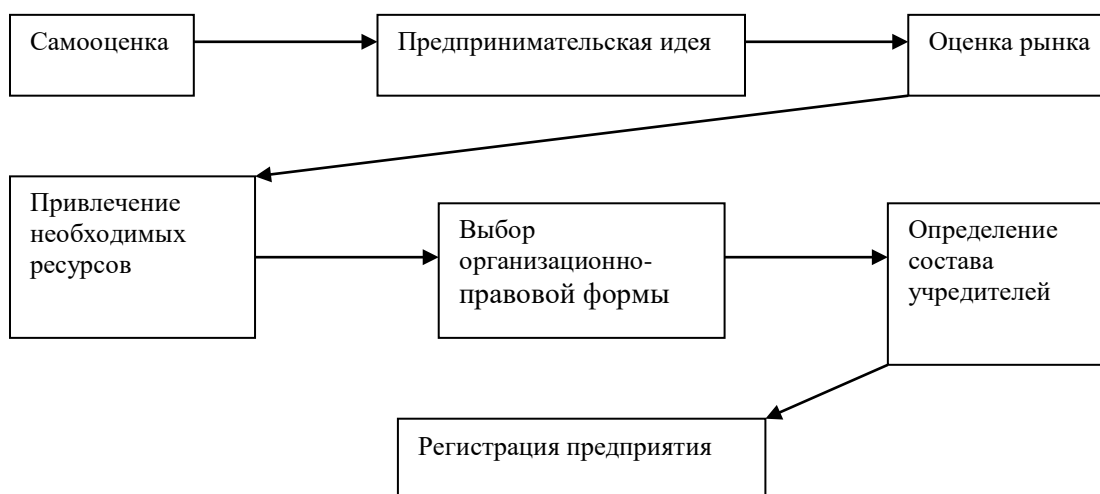 Самооценка
Предпринимательская идея
Оценка рынка
Привлечение
необходимых
ресурсов
Выбор
организационно-
правовой формы
Определение
состава
учредителей
Регистрация предприятия